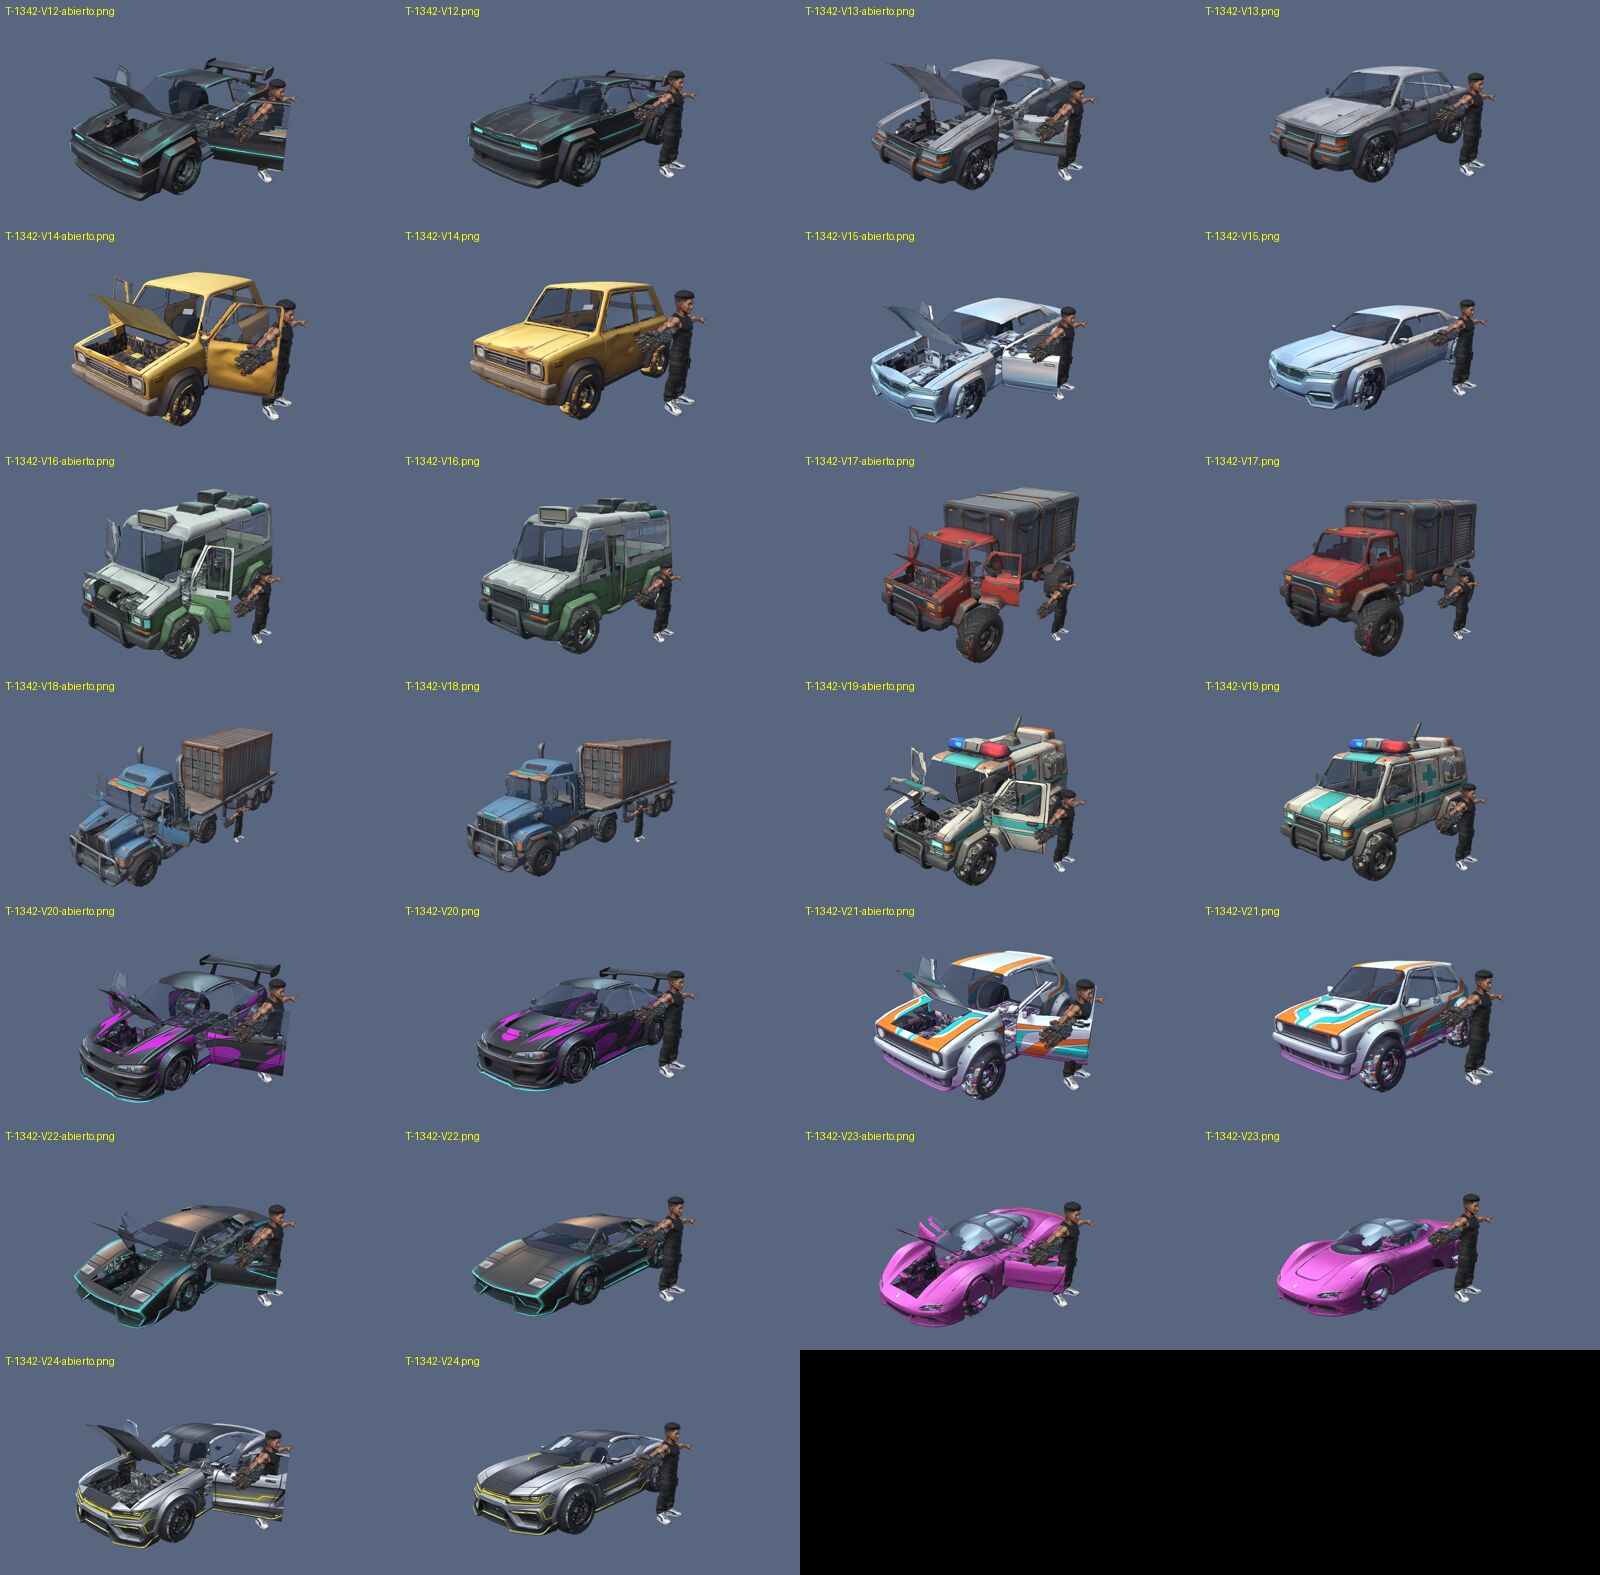 T-1342-V12-abierto.png
T-1342-V12.png
T-1342-V13-abierto.png
T-1342-V13.png
T-1342-V14-abierto.png
T-1342-V14.png
T-1342-V15-abierto.png
T-1342-V15.png
T-1342-V16-abierto.png
T-1342-V16.png
T-1342-V17-abierto.png
T-1342-V17.png
T-1342-V18-abierto.png
T-1342-V18.png
T-1342-V19-abierto.png
T-1342-V19.png
T-1342-V20-abierto.png
T-1342-V20.png
T-1342-V21-abierto.png
T-1342-V21.png
T-1342-V22-abierto.png
T-1342-V22.png
T-1342-V23-abierto.png
T-1342-V23.png
T-1342-V24-abierto.png
T-1342-V24.png